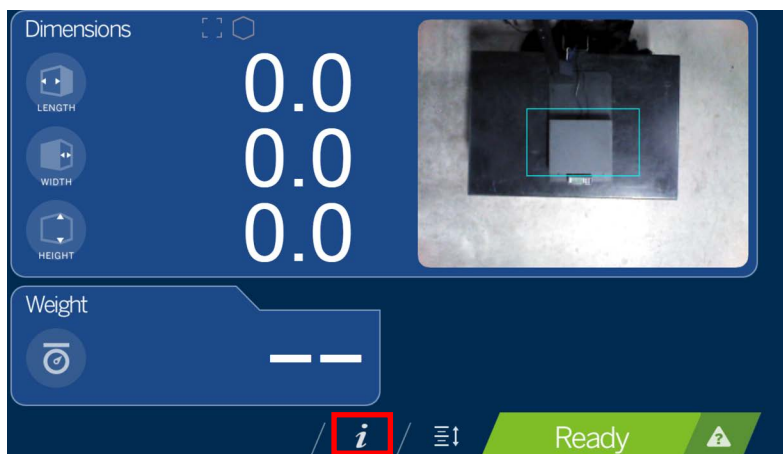 Dimensions
LENGTH
0.0
WIDTH
0.0
HEIGHT
0.0
Weight
--
i
Ready
?